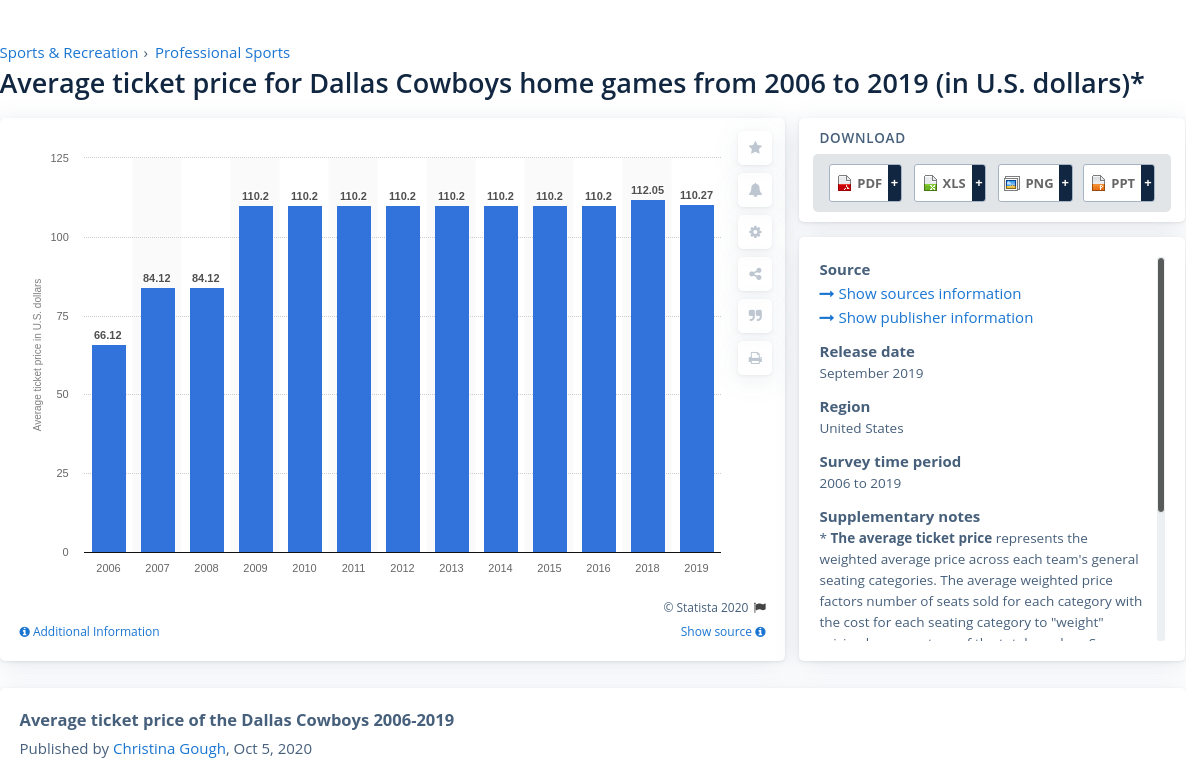 Sports & Recreation › Professional Sports
Average ticket price for Dallas Cowboys home games from 2006 to 2019 (in U.S. dollars)*
Average ticket price in U.S. dollars
125
100
75
50
25
0
66.12
84.12
84.12
110.2
110.2
110.2
110.2
110.2
110.2
110.2
110.2
112.05
110.27
2006
2007
2008
2009
2010
2011
2012
2013
2014
2015
2016
2018
2019
© Statista 2020
Additional Information
Show source
DOWNLOAD
PDF +
XLS +
PNG +
PPT +
Source
Show sources information
Show publisher information
Release date
September 2019
Region
United States
Survey time period
2006 to 2019
Supplementary notes
* The average ticket price represents the
weighted average price across each team's general
seating categories. The average weighted price
factors number of seats sold for each category with
the cost for each seating category to "weight"
Average ticket price of the Dallas Cowboys 2006-2019
Published by Christina Gough, Oct 5, 2020